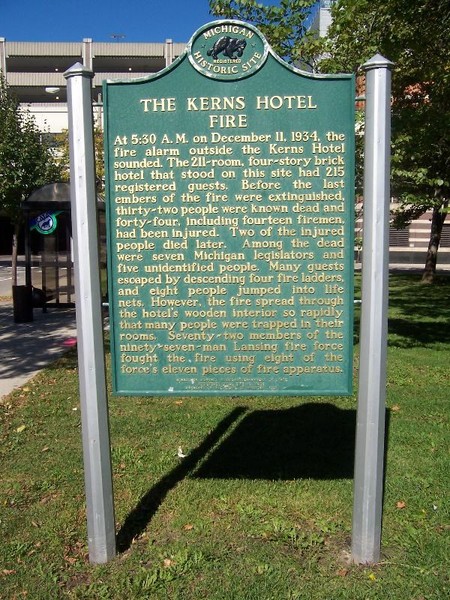 MICHIGAN
REGISTERED
HISTORIC SITE
THE KERNS HOTEL
FIRE
At 5:30 A.M. on December 11, 1934, the
fire alarm outside the Kerns Hotel
sounded. The 211-room, four-story brick
hotel that stood on this site had 215
registered guests. Before the last
embers of the fire were extinguished,
thirty-two people were known dead and
forty-four, including fourteen firemen,
had been injured. Two of the injured
people died later. Among the dead
were seven Michigan legislators and
five unidentified people. Many guests
escaped by descending four fire ladders,
and eight people jumped into life
nets. However, the fire spread through
the hotel's wooden interior so rapidly
that many people were trapped in their
rooms. Seventy-two members of the
ninety-seven-man Lansing fire force
fought the fire using eight of the
force's eleven pieces of fire apparatus.